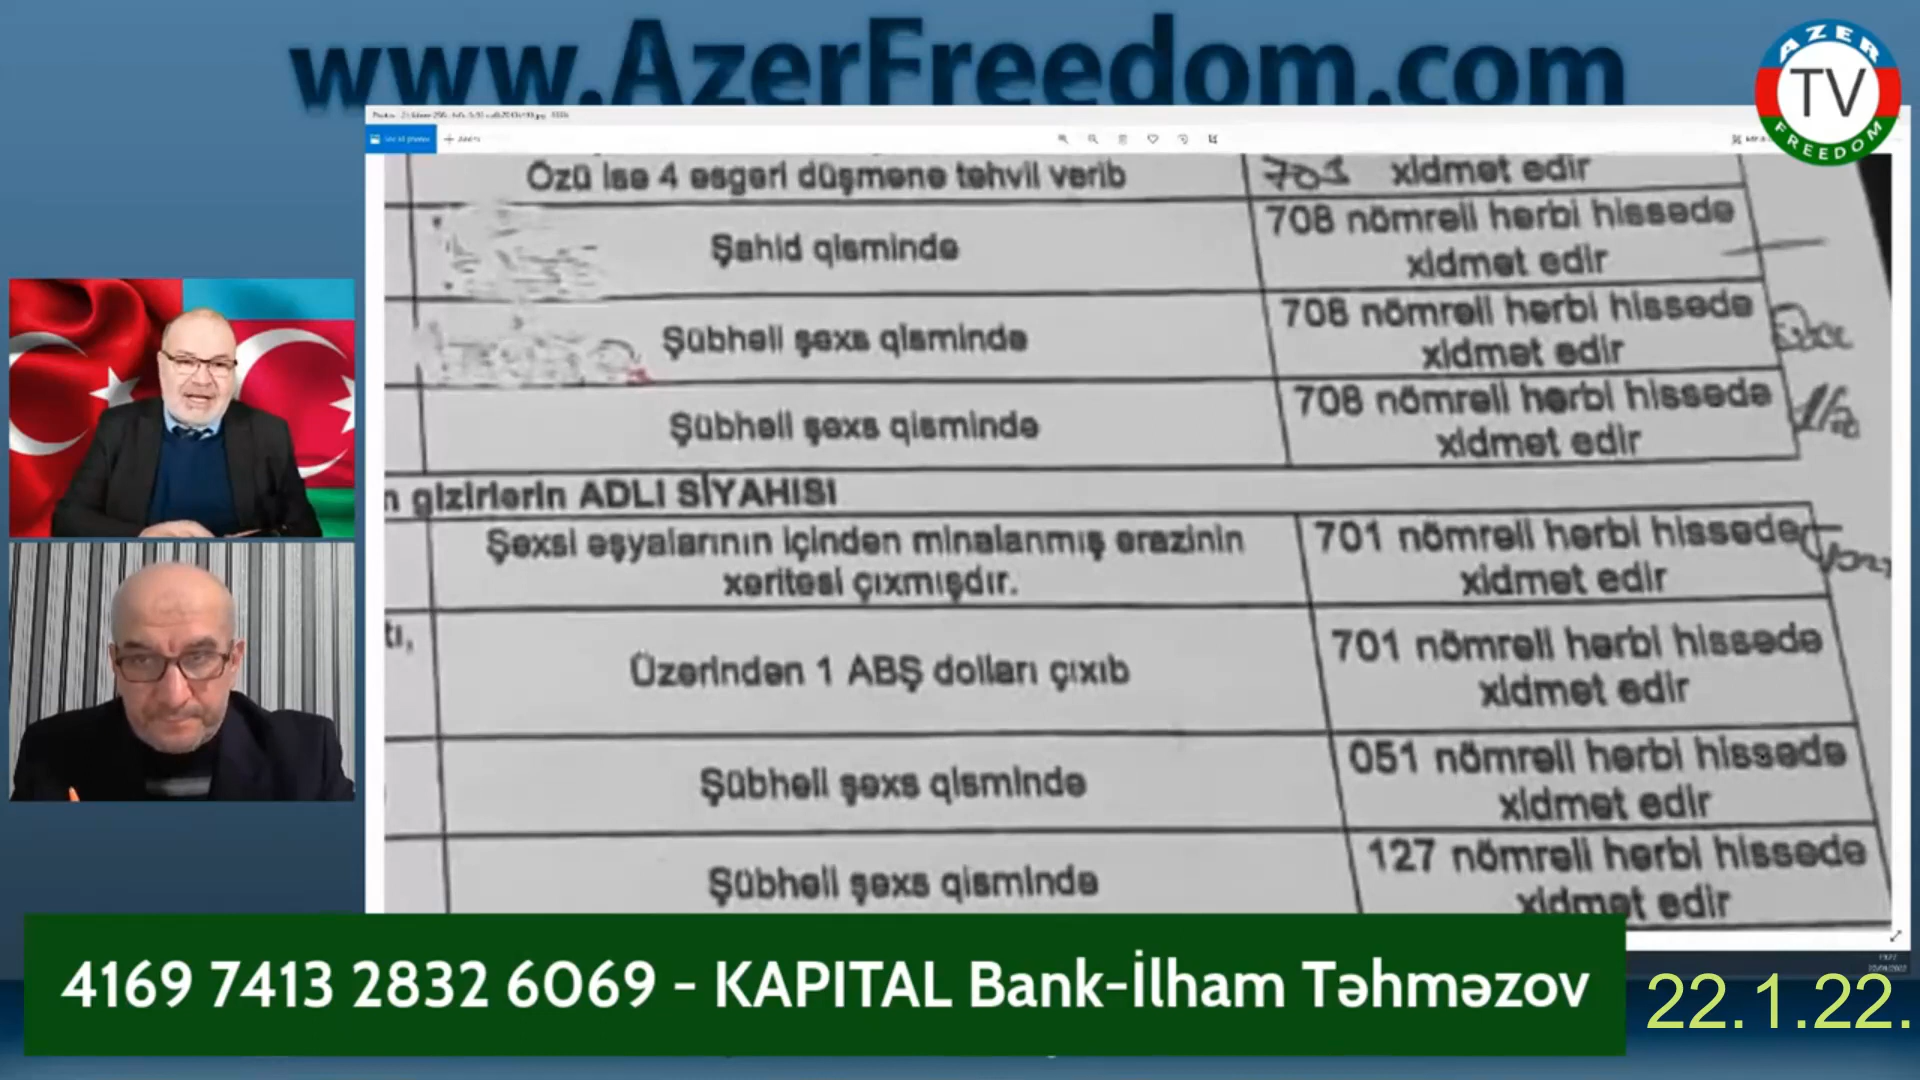 www.AzerFreedom.com
AZER
TV
FREEDOM
Özü isə 4 əsgəri düşmənə təhvil verib
701 xidmət edir
Şahid qismində
708 nömrəli hərbi hissədə
xidmət edir
Şübhəli şəxs qismində
708 nömrəli hərbi hissədə
xidmət edir
Şübhəli şəxs qismində
708 nömrəli hərbi hissədə
xidmət edir
n gizirlərin ADLI SİYAHISI
Şəxsi əşyalarının içindən minalanmış ərazinin
xəritəsi çıxmışdır.
701 nömrəli hərbi hissədə
xidmət edir
tı,
Üzərindən 1 ABŞ dolları çıxıb
701 nömrəli hərbi hissədə
xidmət edir
Şübhəli şəxs qismində
051 nömrəli hərbi hissədə
xidmət edir
Şübhəli şəxs qismində
127 nömrəli hərbi hissədə
xidmət edir
4169 7413 2832 6069 - KAPITAL Bank-İlham Təhməzov
22.1.22.